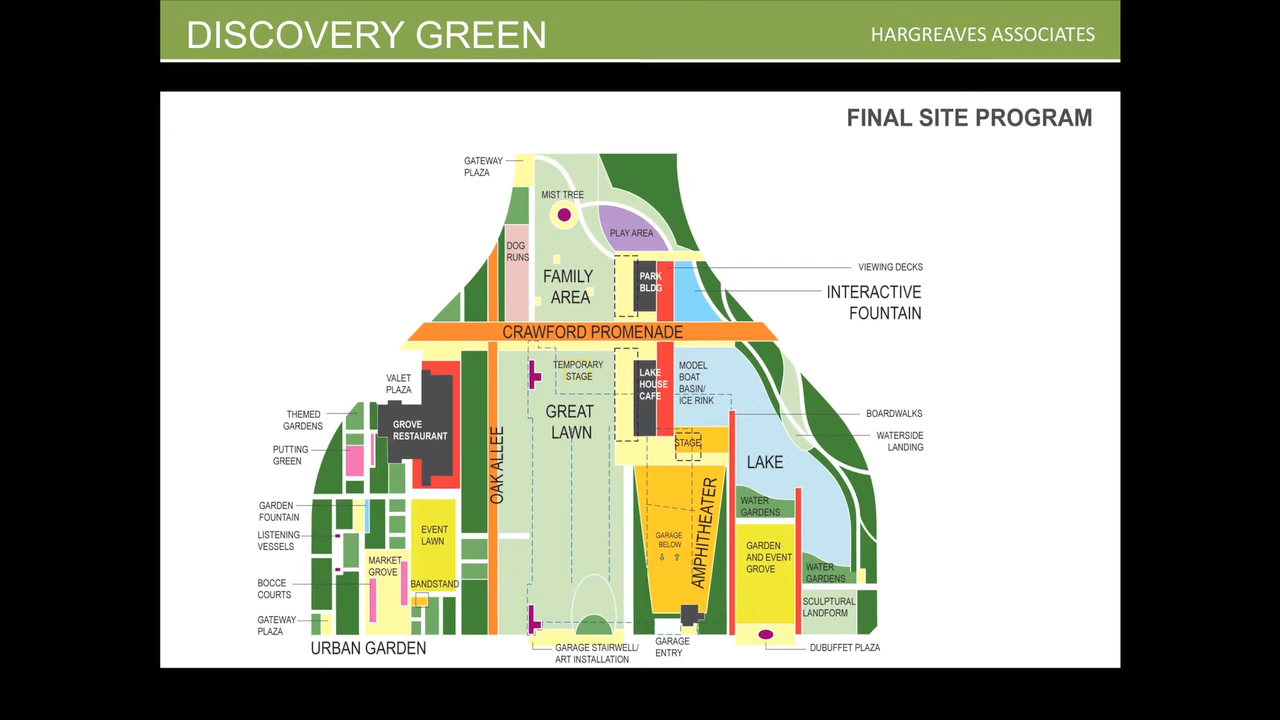 DISCOVERY GREEN
HARGREAVES ASSOCIATES
FINAL SITE PROGRAM
GATEWAY
PLAZA
MIST TREE
PLAY AREA
DOG
RUNS
FAMILY
AREA
PARK
BLDG
VIEWING DECKS
INTERACTIVE
FOUNTAIN
CRAWFORD PROMENADE
TEMPORARY
STAGE
LAKE
HOUSE
CAFE
MODEL
BOAT
BASIN/
ICE RINK
VALET
PLAZA
THEMED
GARDENS
GROVE
RESTAURANT
GREAT
LAWN
BOARDWALKS
WATERSIDE
LANDING
PUTTING
GREEN
OAK ALLEE
STAGE
LAKE
GARDEN
FOUNTAIN
LISTENING
VESSELS
EVENT
LAWN
MARKET
GROVE
BANDSTAND
BOCCE
COURTS
GATEWAY
PLAZA
URBAN GARDEN
GARAGE
BELOW
AMPHITHEATER
WATER
GARDENS
GARDEN
AND EVENT
GROVE
WATER
GARDENS
SCULPTURAL
LANDFORM
GARAGE STAIRWELL/
ART INSTALLATION
GARAGE
ENTRY
DUBUFFET PLAZA